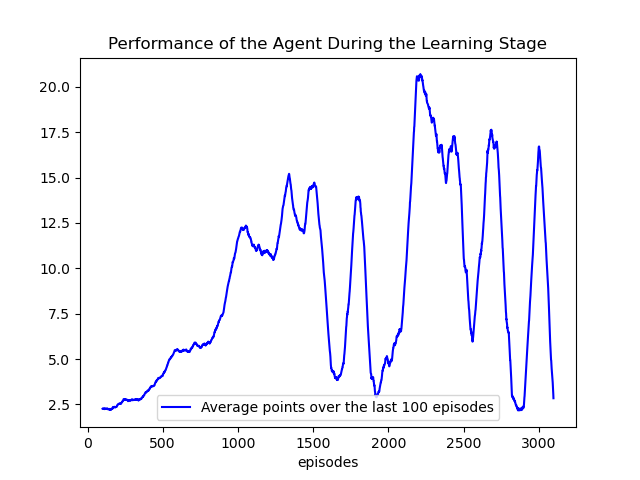 Performance of the Agent During the Learning Stage
20.0
17.5
15.0
12.5
10.0
7.5
5.0
2.5
Average points over the last 100 episodes
0 500 1000 1500 2000 2500 3000
episodes